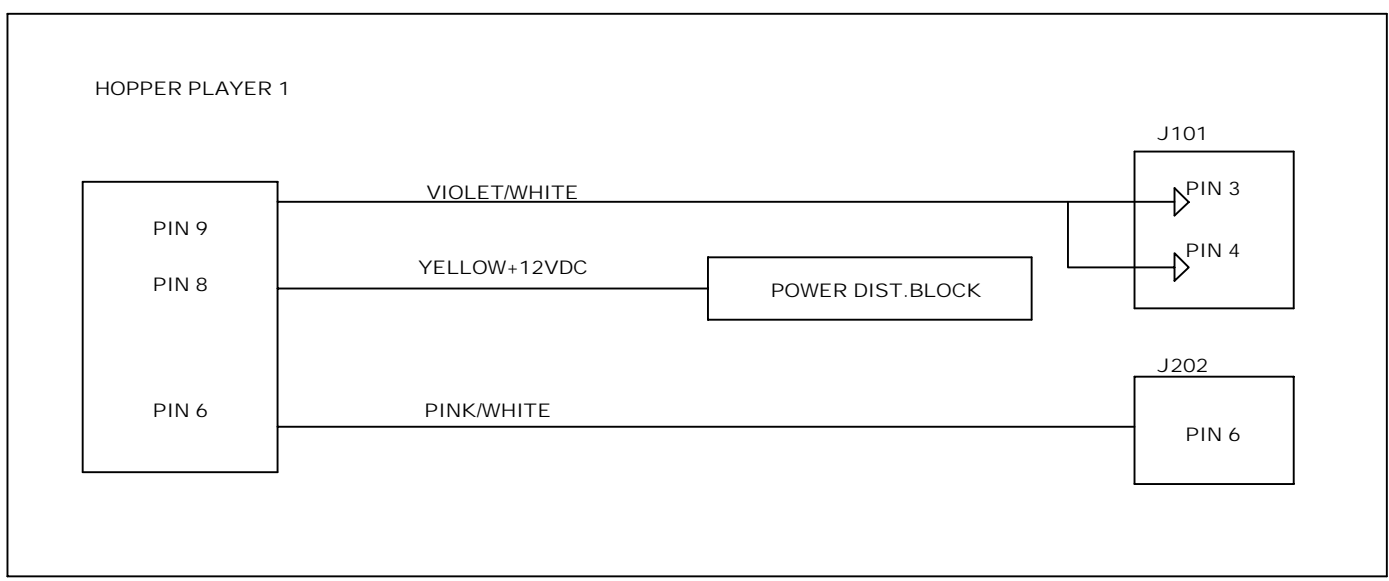 HOPPER PLAYER 1
J101
VIOLET/WHITE
PIN 3
PIN 9
PIN 4
YELLOW+12VDC
PIN 8
POWER DIST.BLOCK
J202
PIN 6
PINK/WHITE
PIN 6